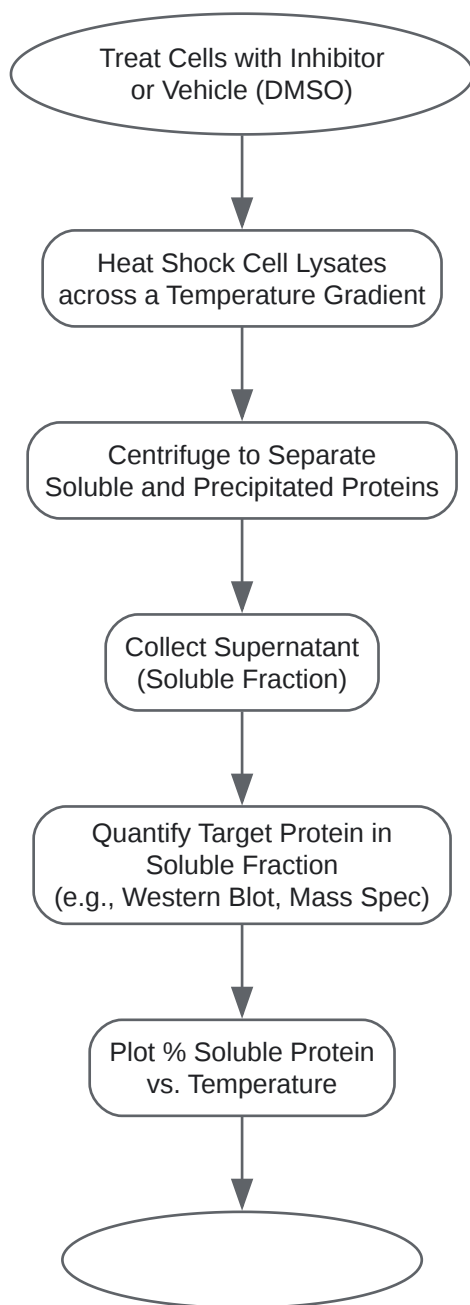 Treat Cells with Inhibitor
or Vehicle (DMSO)
Heat Shock Cell Lysates
across a Temperature Gradient
Centrifuge to Separate
Soluble and Precipitated Proteins
Collect Supernatant
(Soluble Fraction)
Quantify Target Protein in
Soluble Fraction
(e.g., Western Blot, Mass Spec)
Plot % Soluble Protein
vs. Temperature